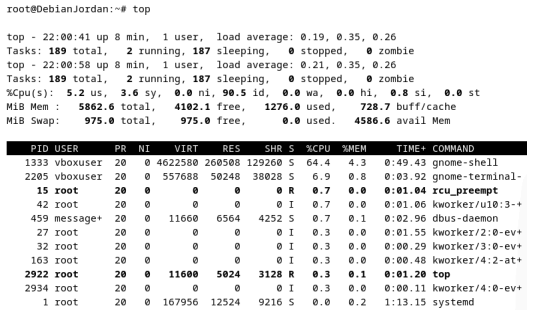 root@DebianJordan:~# top
top - 22:00:41 up 8 min,  1 user,  load average: 0.19, 0.35, 0.26
Tasks: 189 total,   2 running, 187 sleeping,   0 stopped,   0 zombie
top - 22:00:58 up 8 min,  1 user,  load average: 0.21, 0.35, 0.26
Tasks: 189 total,   2 running, 187 sleeping,   0 stopped,   0 zombie
%Cpu(s):  5.2 us,  3.6 sy,  0.0 ni, 90.5 id,  0.0 wa,  0.0 hi,  0.8 si,  0.0 st
MiB Mem :   5862.6 total,   4102.1 free,   1276.0 used,    728.7 buff/cache
MiB Swap:    975.0 total,    975.0 free,      0.0 used.   4586.6 avail Mem
PID USER      PR  NI    VIRT    RES    SHR S  %CPU  %MEM     TIME+ COMMAND
1333 vboxuser  20   0 4622580 260508 129260 S  64.4   4.3   0:49.43 gnome-shell
2205 vboxuser  20   0  557688  50248  38028 S   6.9   0.8   0:03.92 gnome-terminal-
15 root      20   0       0      0      0 R   0.7   0.0   0:01.04 rcu_preempt
42 root      20   0       0      0      0 I   0.7   0.0   0:01.06 kworker/u10:3-+
459 message+  20   0   11660   6564   4252 S   0.7   0.1   0:02.96 dbus-daemon
27 root      20   0       0      0      0 I   0.3   0.0   0:01.55 kworker/2:0-ev+
32 root      20   0       0      0      0 I   0.3   0.0   0:00.29 kworker/3:0-ev+
163 root      20   0       0      0      0 I   0.3   0.0   0:00.48 kworker/4:2-at+
2922 root      20   0   11600   5024   3128 R   0.3   0.1   0:01.20 top
2934 root      20   0       0      0      0 I   0.3   0.0   0:00.11 kworker/4:0-ev+
1 root      20   0  167956  12524   9216 S   0.0   0.2   1:13.15 systemd